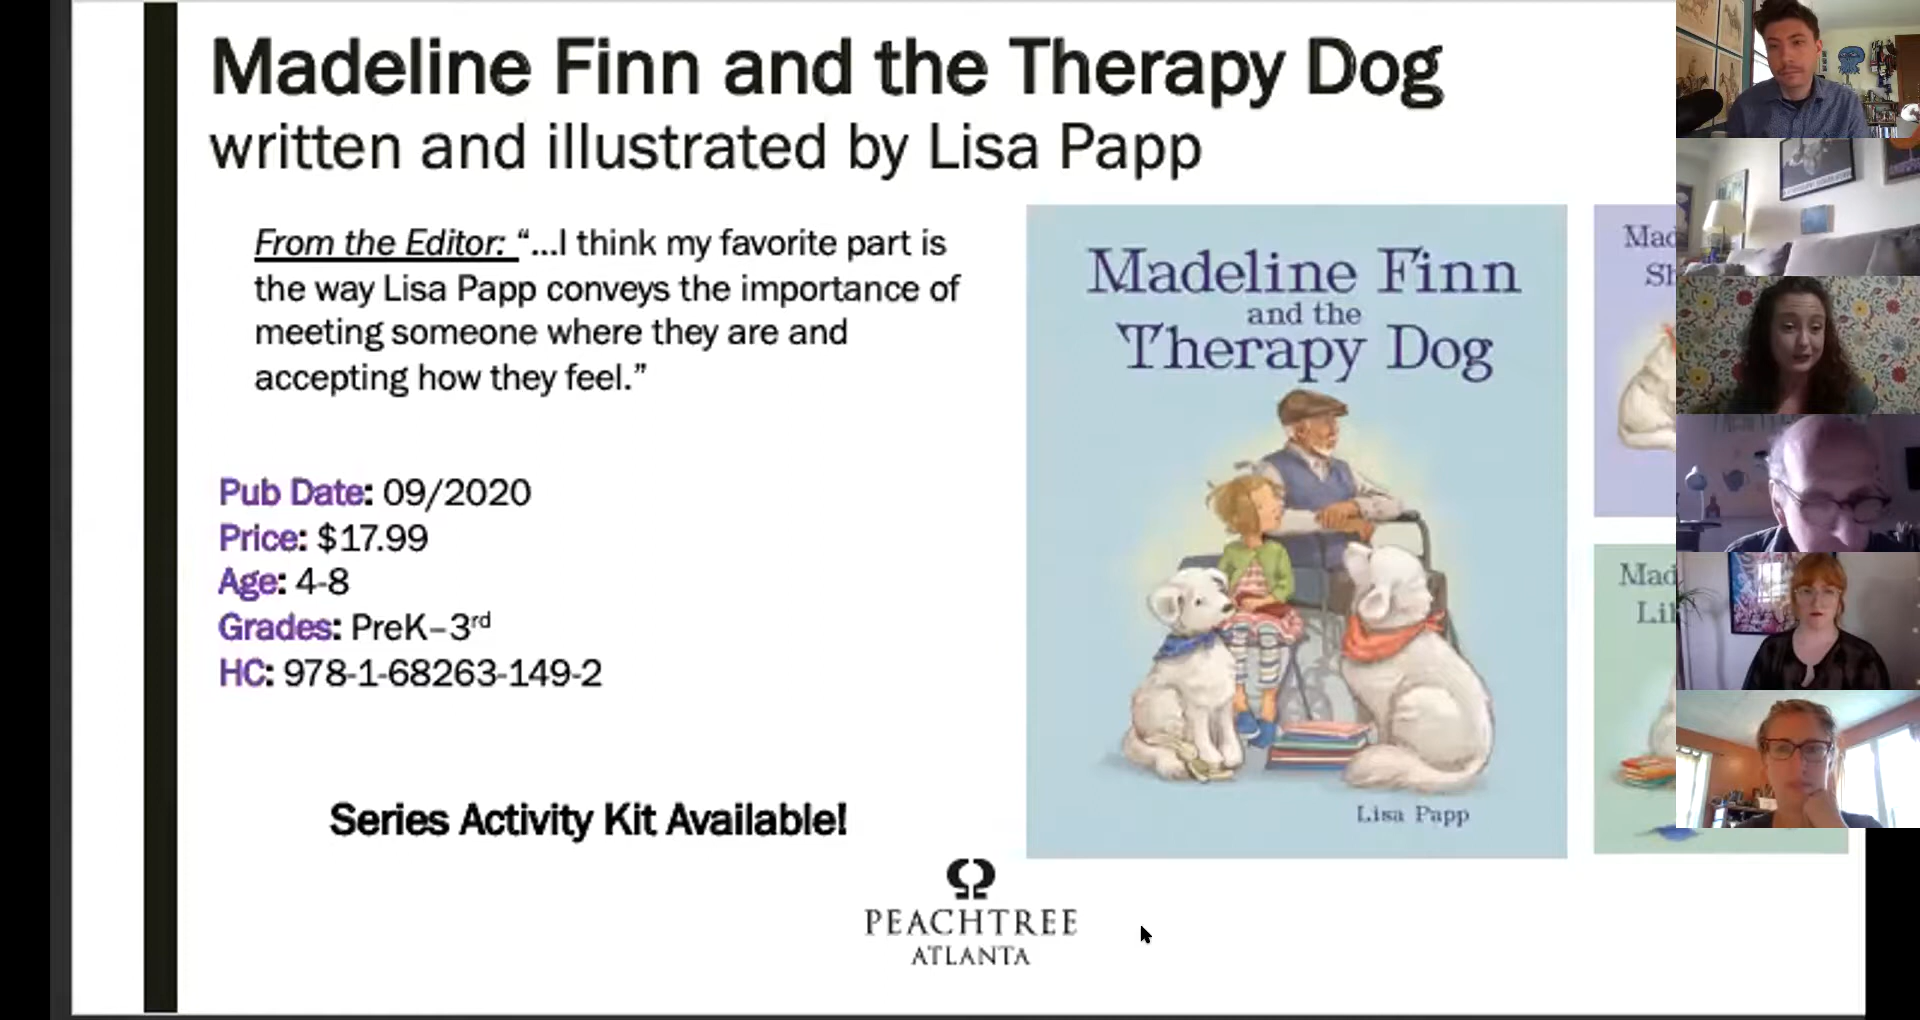 Madeline Finn and the Therapy Dog
written and illustrated by Lisa Papp
From the Editor: “...I think my favorite part is
the way Lisa Papp conveys the importance of
meeting someone where they are and
accepting how they feel.”
Pub Date: 09/2020
Price: $17.99
Age: 4-8
Grades: PreK–3rd
HC: 978-1-68263-149-2
Series Activity Kit Available!
Madeline Finn
and the
Therapy Dog
Lisa Papp
PEACHTREE
ATLANTA